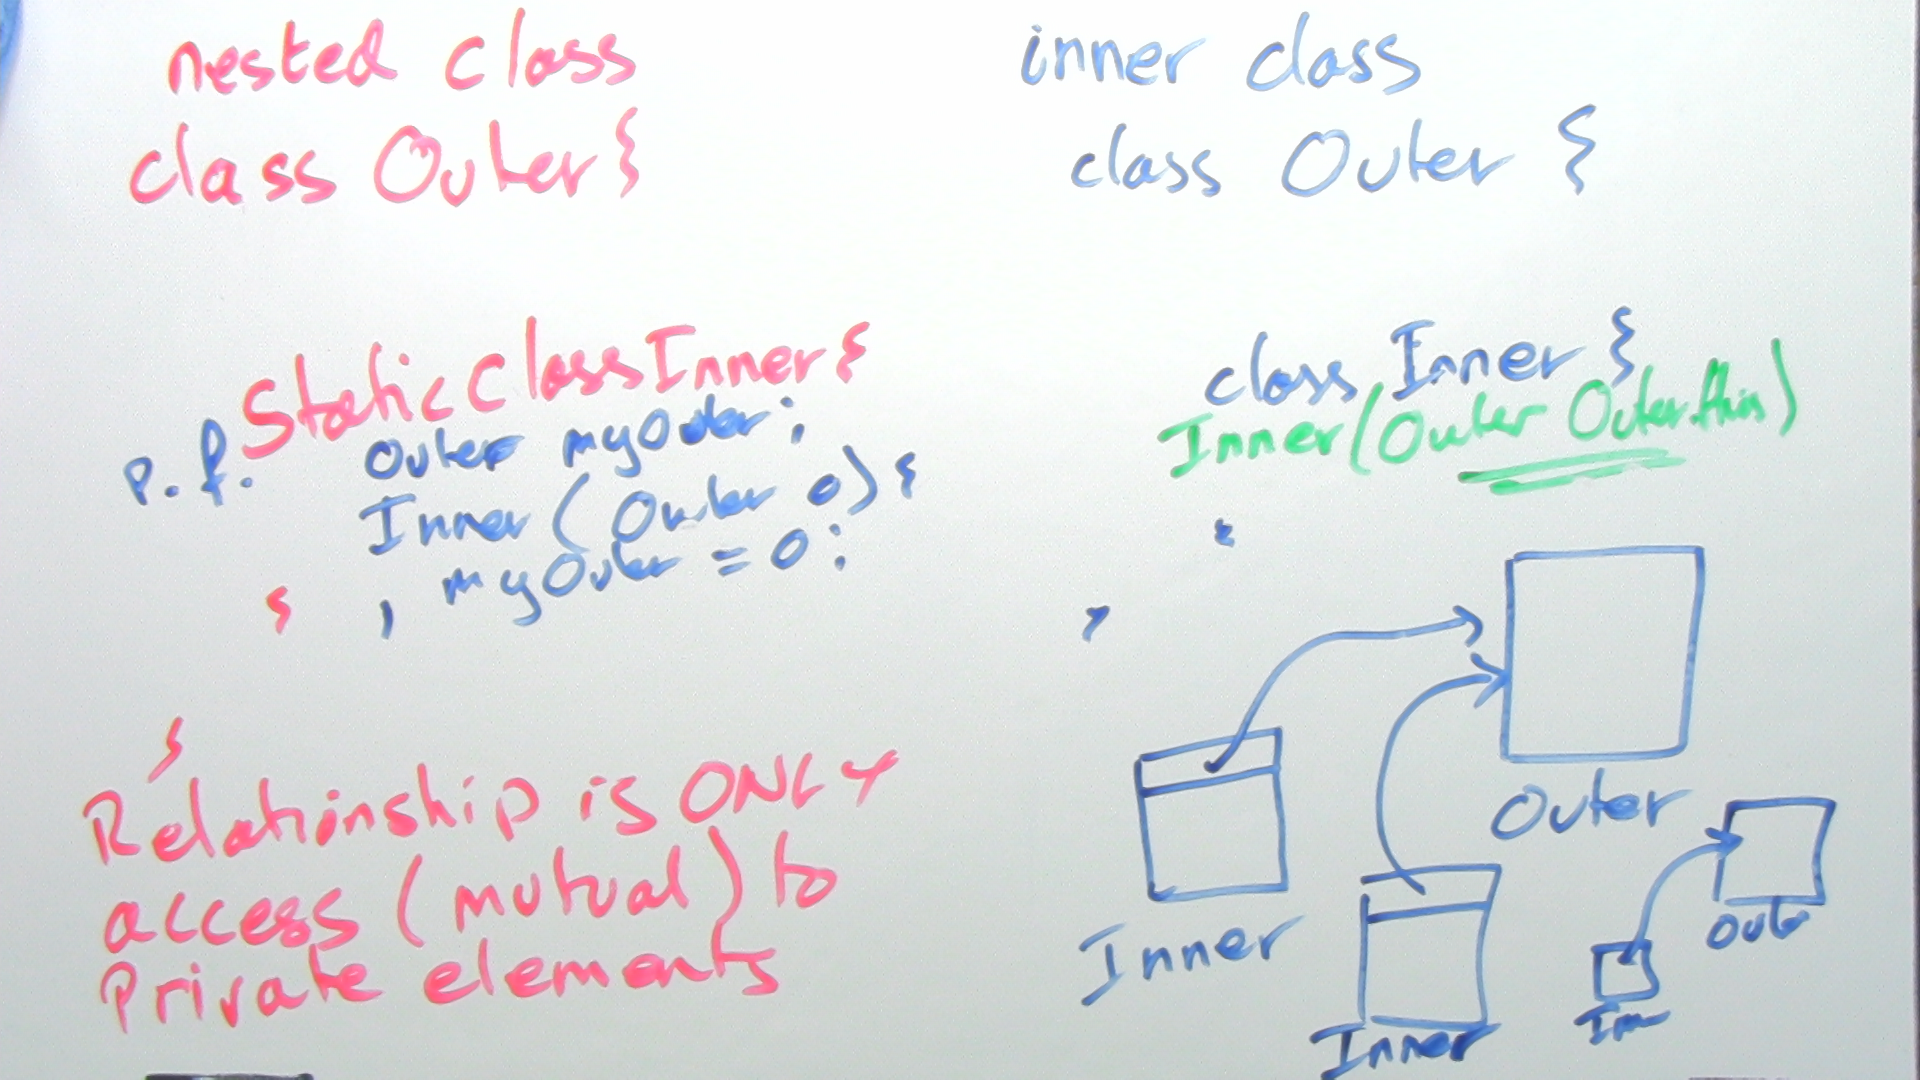 nested class
class Outer {
Static Class Inner {
p. f. Outer myOuter;
Inner ( Outer o) {
myOuter = o;
}
}
}
Relationship is ONLY
access (mutual) to
Private elements
inner class
class Outer {
class Inner {
Inner (Outer Outer.this)
}
}
Outer
Inner
Inner
Oute
Inn